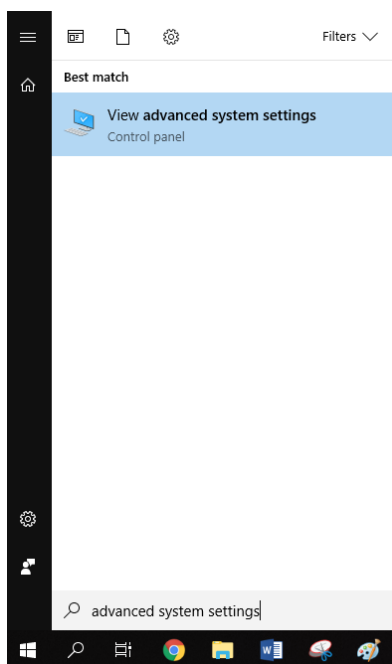 Filters
Best match
View advanced system settings
Control panel
advanced system settings